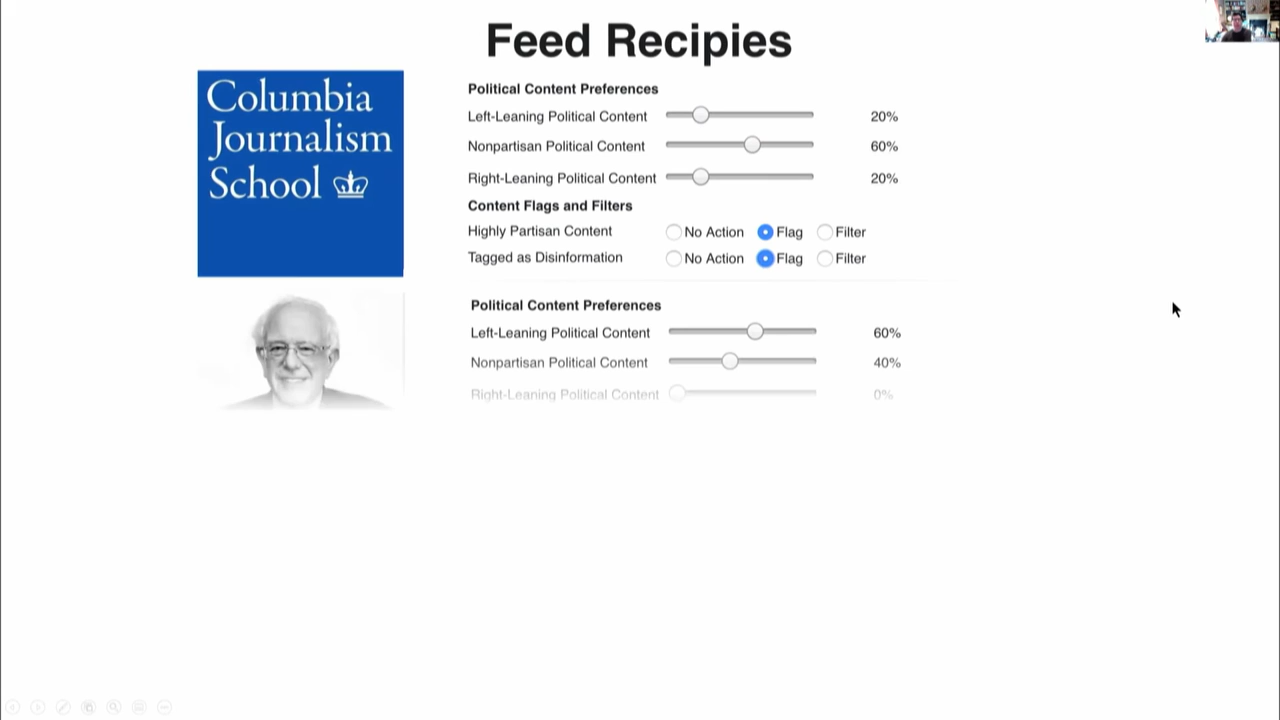 Feed Recipies
Columbia
Journalism
School
Political Content Preferences
Left-Leaning Political Content 20%
Nonpartisan Political Content 60%
Right-Leaning Political Content 20%
Content Flags and Filters
Highly Partisan Content No Action Flag Filter
Tagged as Disinformation No Action Flag Filter
Political Content Preferences
Left-Leaning Political Content 60%
Nonpartisan Political Content 40%
Right-Leaning Political Content 0%